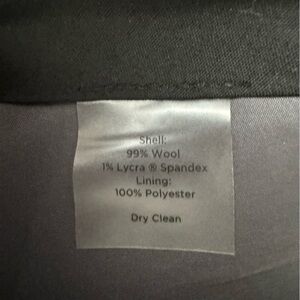 Shell:
99% Wool
1% Lycra ® Spandex
Lining:
100% Polyester
Dry Clean